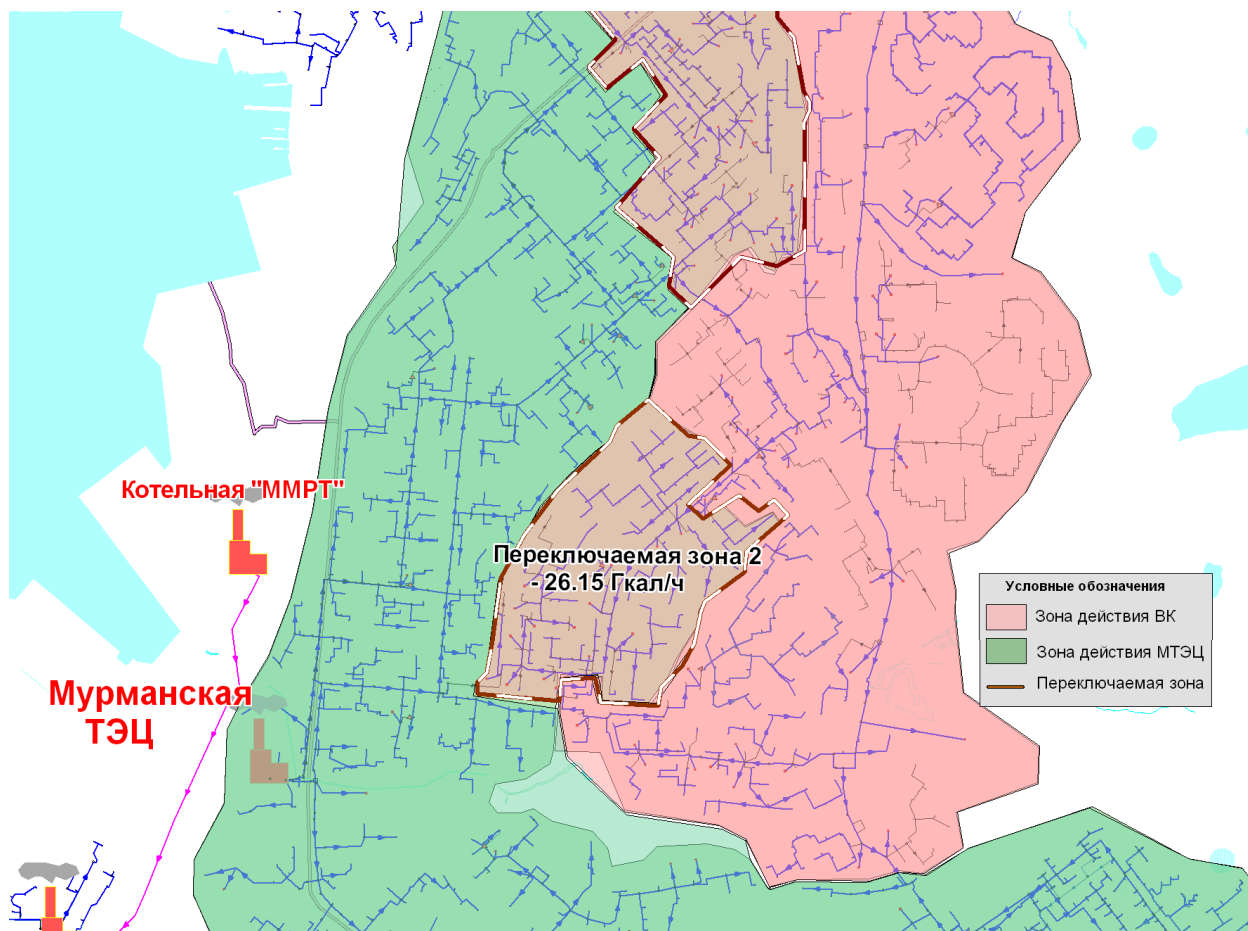 Котельная "ММРТ"
Переключаемая зона 2
- 26.15 Гкал/ч
Условные обозначения
Зона действия ВК
Зона действия МТЭЦ
Переключаемая зона
Мурманская
ТЭЦ